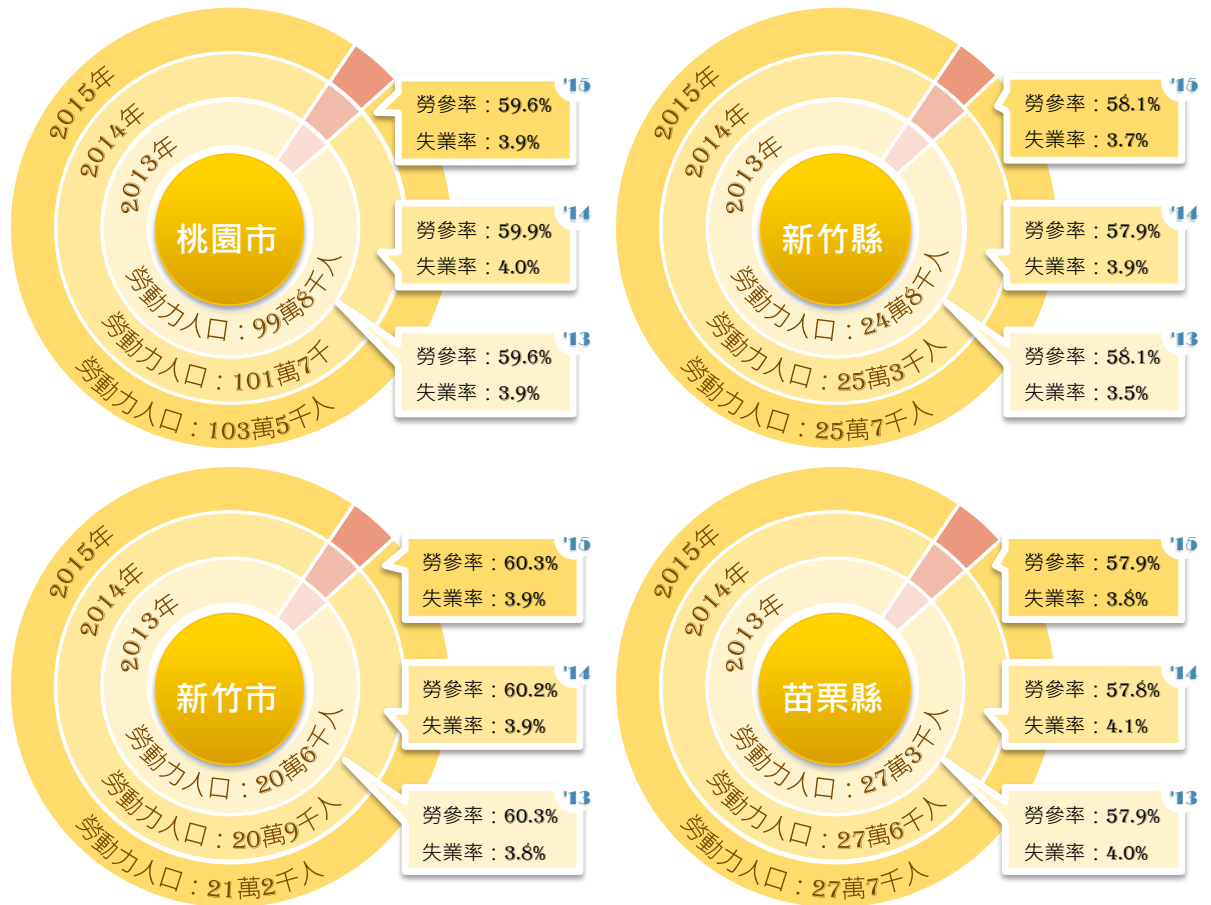 桃園市
2015年
2014年
2013年
勞動力人口：99萬8千人
勞動力人口：101萬7千
勞動力人口：103萬5千人
'15
勞參率：59.6%
失業率：3.9%
'14
勞參率：59.9%
失業率：4.0%
'13
勞參率：59.6%
失業率：3.9%
新竹縣
2015年
2014年
2013年
勞動力人口：24萬8千人
勞動力人口：25萬3千人
勞動力人口：25萬7千人
'15
勞參率：58.1%
失業率：3.7%
'14
勞參率：57.9%
失業率：3.9%
'13
勞參率：58.1%
失業率：3.5%
新竹市
2015年
2014年
2013年
勞動力人口：20萬6千人
勞動力人口：20萬9千人
勞動力人口：21萬2千人
'15
勞參率：60.3%
失業率：3.9%
'14
勞參率：60.2%
失業率：3.9%
'13
勞參率：60.3%
失業率：3.8%
苗栗縣
2015年
2014年
2013年
勞動力人口：27萬3千人
勞動力人口：27萬6千人
勞動力人口：27萬7千人
'15
勞參率：57.9%
失業率：3.8%
'14
勞參率：57.8%
失業率：4.1%
'13
勞參率：57.9%
失業率：4.0%